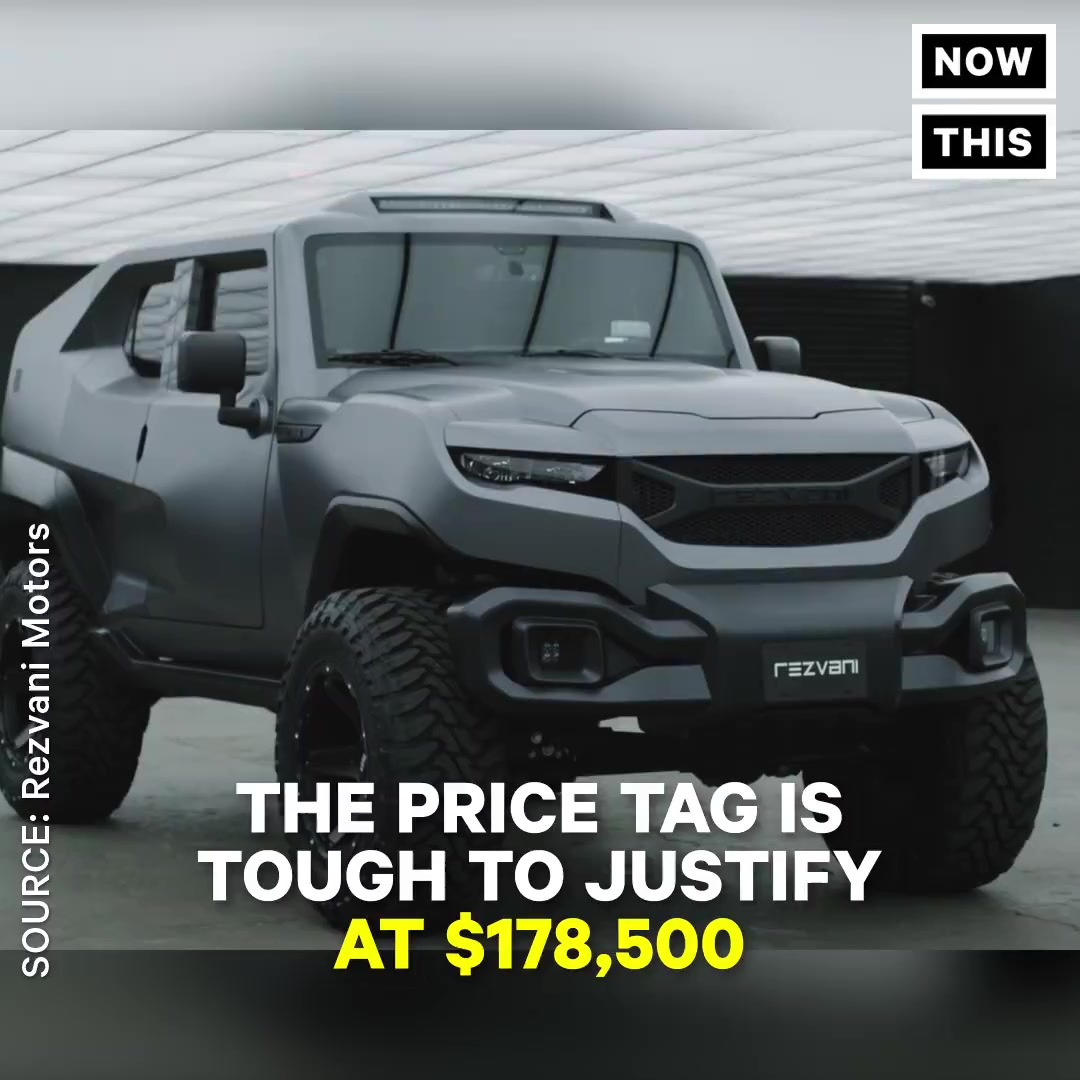 NOW
THIS
REZVANI
SOURCE: Rezvani Motors
THE PRICE TAG IS
TOUGH TO JUSTIFY
AT $178,500